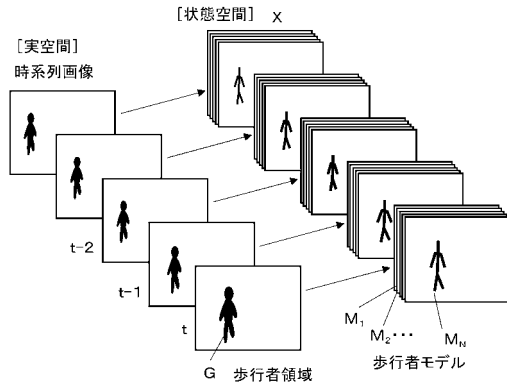 [状態空間] X
[実空間]
時系列画像
t-2
t-1
t
M1
M2・・・
MN
G 歩行者領域
歩行者モデル